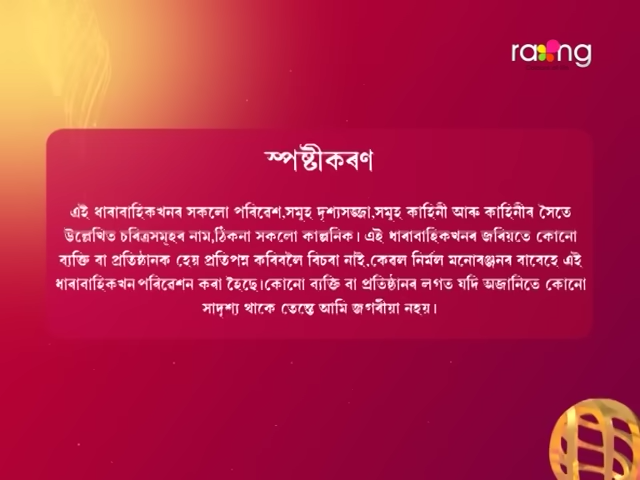 rang
স্পষ্টীকৰণ
এই ধাৰাবাহিকখনৰ সকলো পৰিৱেশ,সমূহ দৃশ্যসজ্জা,সমূহ কাহিনী আৰু কাহিনীৰ সৈতে
উল্লেখিত চৰিত্ৰসমূহৰ নাম,ঠিকনা সকলো কাল্পনিক। এই ধাৰাবাহিকখনৰ জৰিয়তে কোনো
ব্যক্তি বা প্ৰতিষ্ঠানক হেয় প্ৰতিপন্ন কৰিবলৈ বিচৰা নাই.কেৱল নিৰ্মল মনোৰঞ্জনৰ বাবেহে এই
ধাৰাবাহিকখন পৰিৱেশন কৰা হৈছে।কোনো ব্যক্তি বা প্ৰতিষ্ঠানৰ লগত যদি অজানিতে কোনো
সাদৃশ্য থাকে তেন্তে আমি জগৰীয়া নহয়।